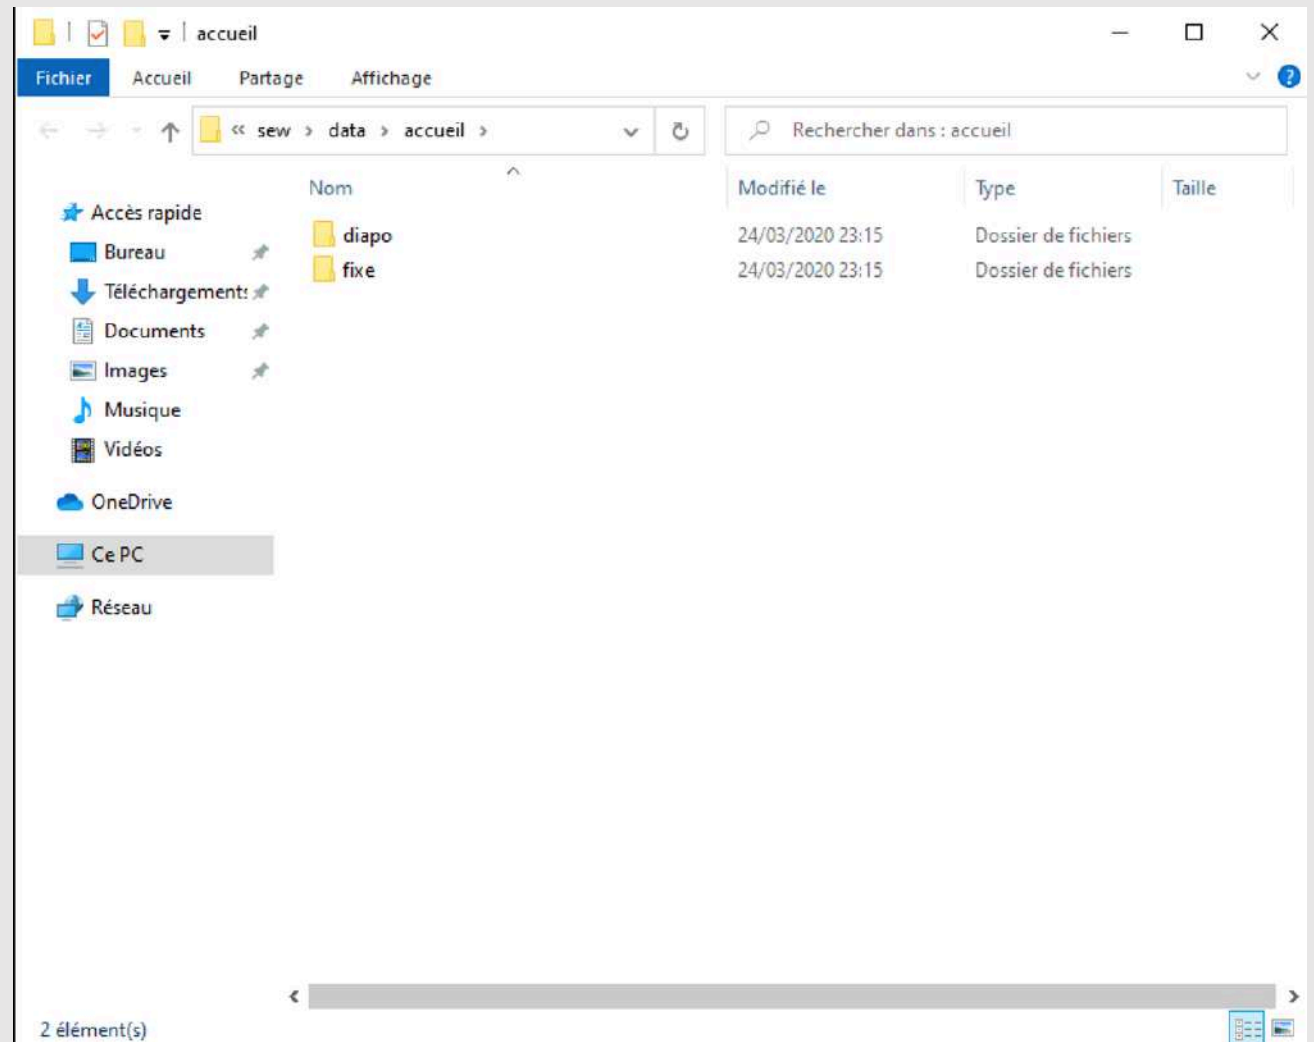 accueil
Fichier Accueil Partage Affichage
« sew > data > accueil >
Rechercher dans : accueil
Nom Modifié le Type Taille
diapo 24/03/2020 23:15 Dossier de fichiers
fixe 24/03/2020 23:15 Dossier de fichiers
Accès rapide
Bureau
Téléchargements
Documents
Images
Musique
Vidéos
OneDrive
Ce PC
Réseau
2 élément(s)